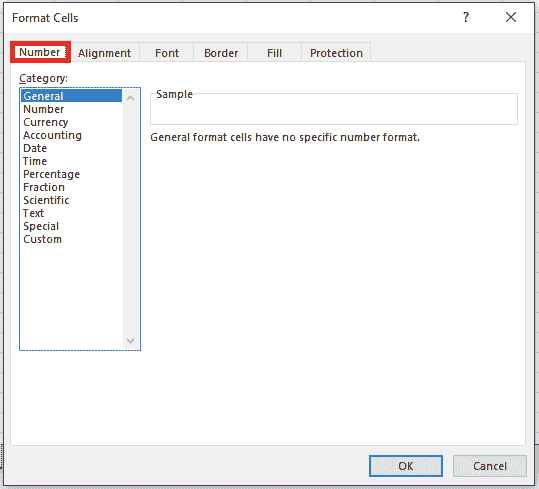 Format Cells
?
Number Alignment Font Border Fill Protection
Category:
General
Number
Currency
Accounting
Date
Time
Percentage
Fraction
Scientific
Text
Special
Custom
Sample
General format cells have no specific number format.
OK Cancel